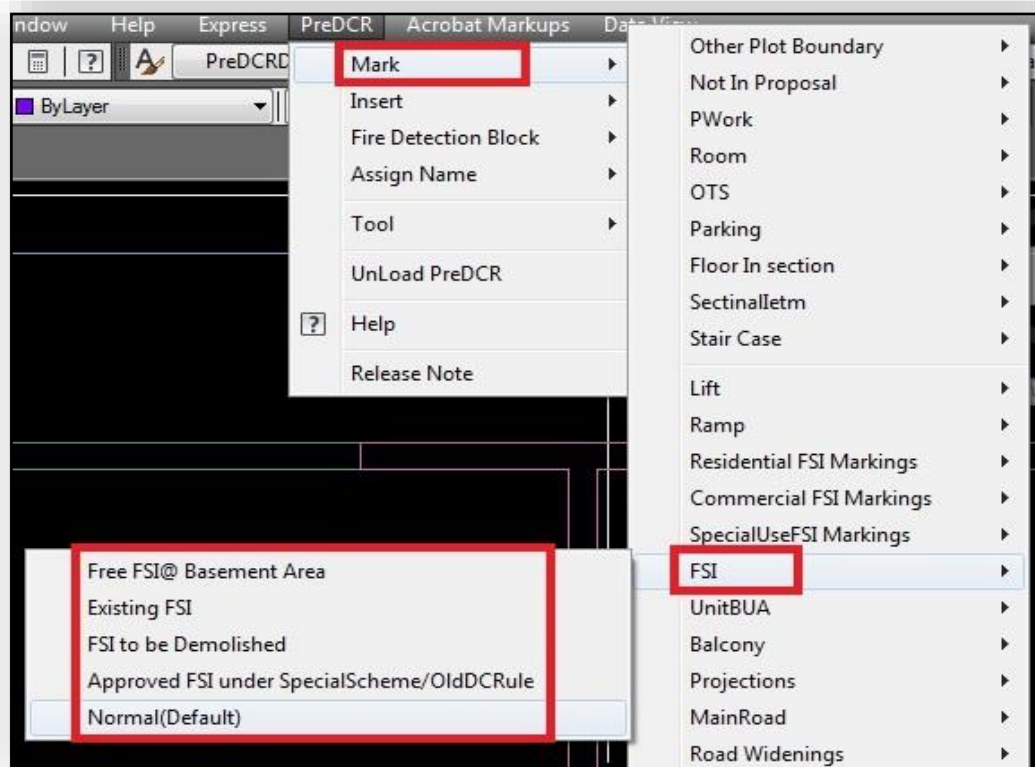 ndow Help Express PreDCR Acrobat Markups
PreDCRD
ByLayer
Mark
Insert
Fire Detection Block
Assign Name
Tool
UnLoad PreDCR
? Help
Release Note
Other Plot Boundary
Not In Proposal
PWork
Room
OTS
Parking
Floor In section
SectinalIetm
Stair Case
Lift
Ramp
Residential FSI Markings
Commercial FSI Markings
SpecialUseFSI Markings
FSI
UnitBUA
Balcony
Projections
MainRoad
Road Widenings
Free FSI@ Basement Area
Existing FSI
FSI to be Demolished
Approved FSI under SpecialScheme/OldDCRule
Normal(Default)